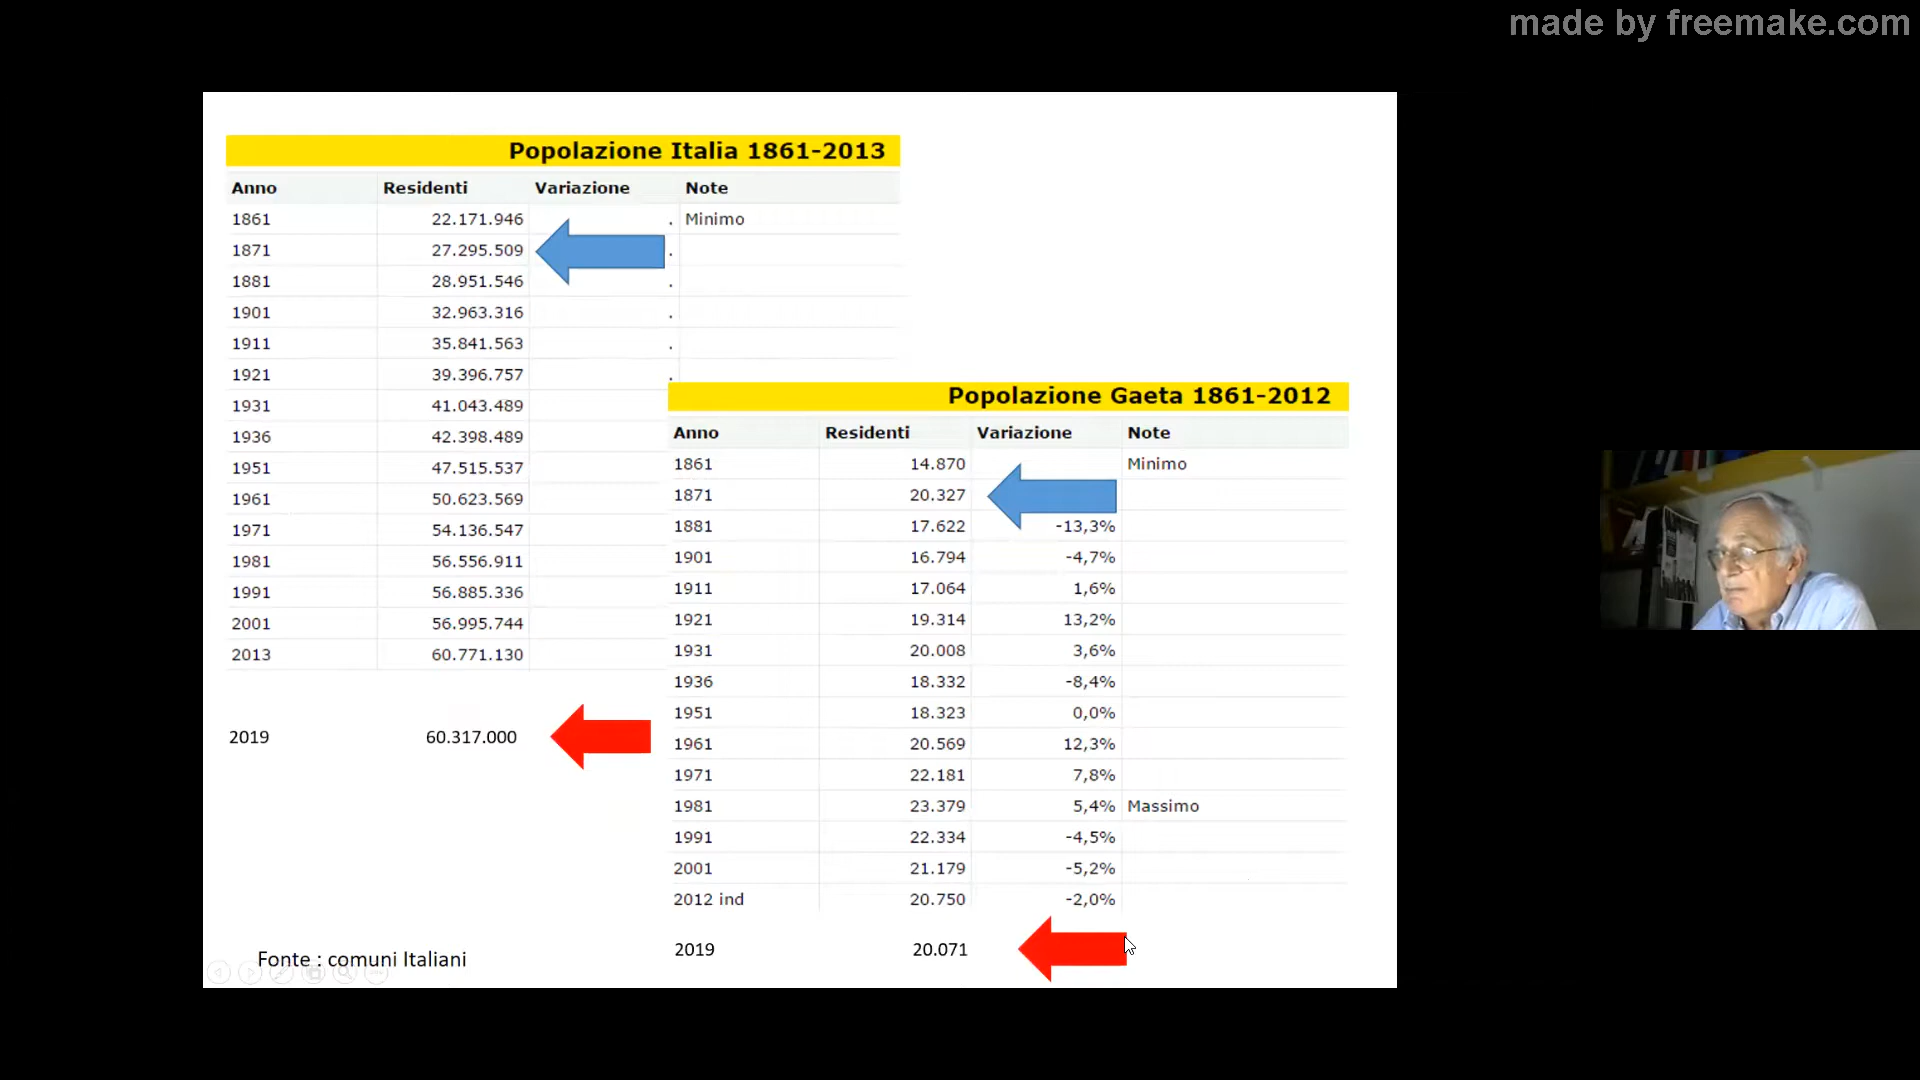 made by freemake.com
Popolazione Italia 1861-2013
Anno Residenti Variazione Note
1861 22.171.946 . Minimo
1871 27.295.509 .
1881 28.951.546 .
1901 32.963.316 .
1911 35.841.563 .
1921 39.396.757 .
1931 41.043.489
1936 42.398.489
1951 47.515.537
1961 50.623.569
1971 54.136.547
1981 56.556.911
1991 56.885.336
2001 56.995.744
2013 60.771.130
2019 60.317.000
Popolazione Gaeta 1861-2012
Anno Residenti Variazione Note
1861 14.870 Minimo
1871 20.327
1881 17.622 -13,3%
1901 16.794 -4,7%
1911 17.064 1,6%
1921 19.314 13,2%
1931 20.008 3,6%
1936 18.332 -8,4%
1951 18.323 0,0%
1961 20.569 12,3%
1971 22.181 7,8%
1981 23.379 5,4% Massimo
1991 22.334 -4,5%
2001 21.179 -5,2%
2012 ind 20.750 -2,0%
2019 20.071
Fonte : comuni Italiani